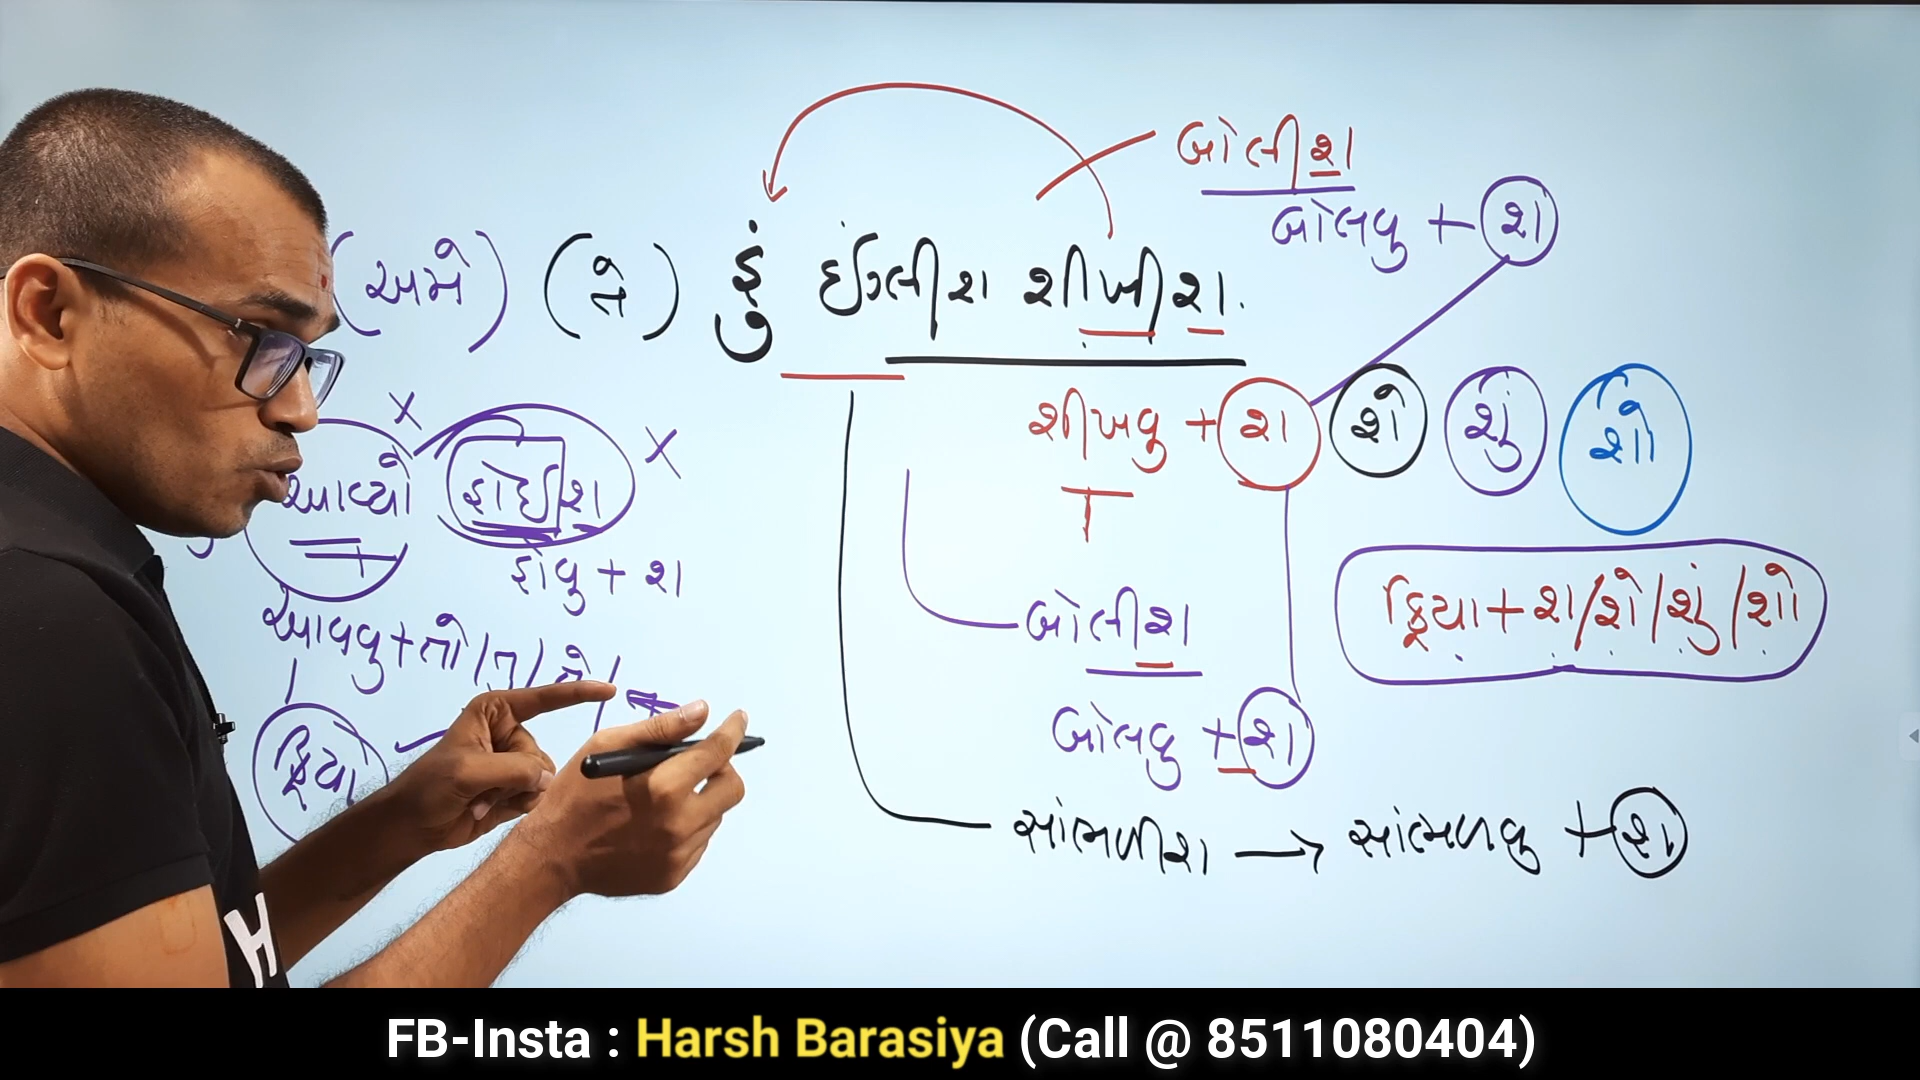 બોલીશ
બોલવુ + શ
(અમે) (તે) હું ઈંગ્લીશ શીખીશ.
શીખવુ + શ શે શું શો
X X
આવ્યો હોઈશ
હોવુ + શ
ક્રિયા + શ/શે/શું/શો
બોલીશ
આવવુ + તો/તુ/તે/
ક્રિયા
બોલવુ + શ
સાંભળીશ → સાંભળવુ + શ
H
FB-Insta : Harsh Barasiya (Call @ 8511080404)